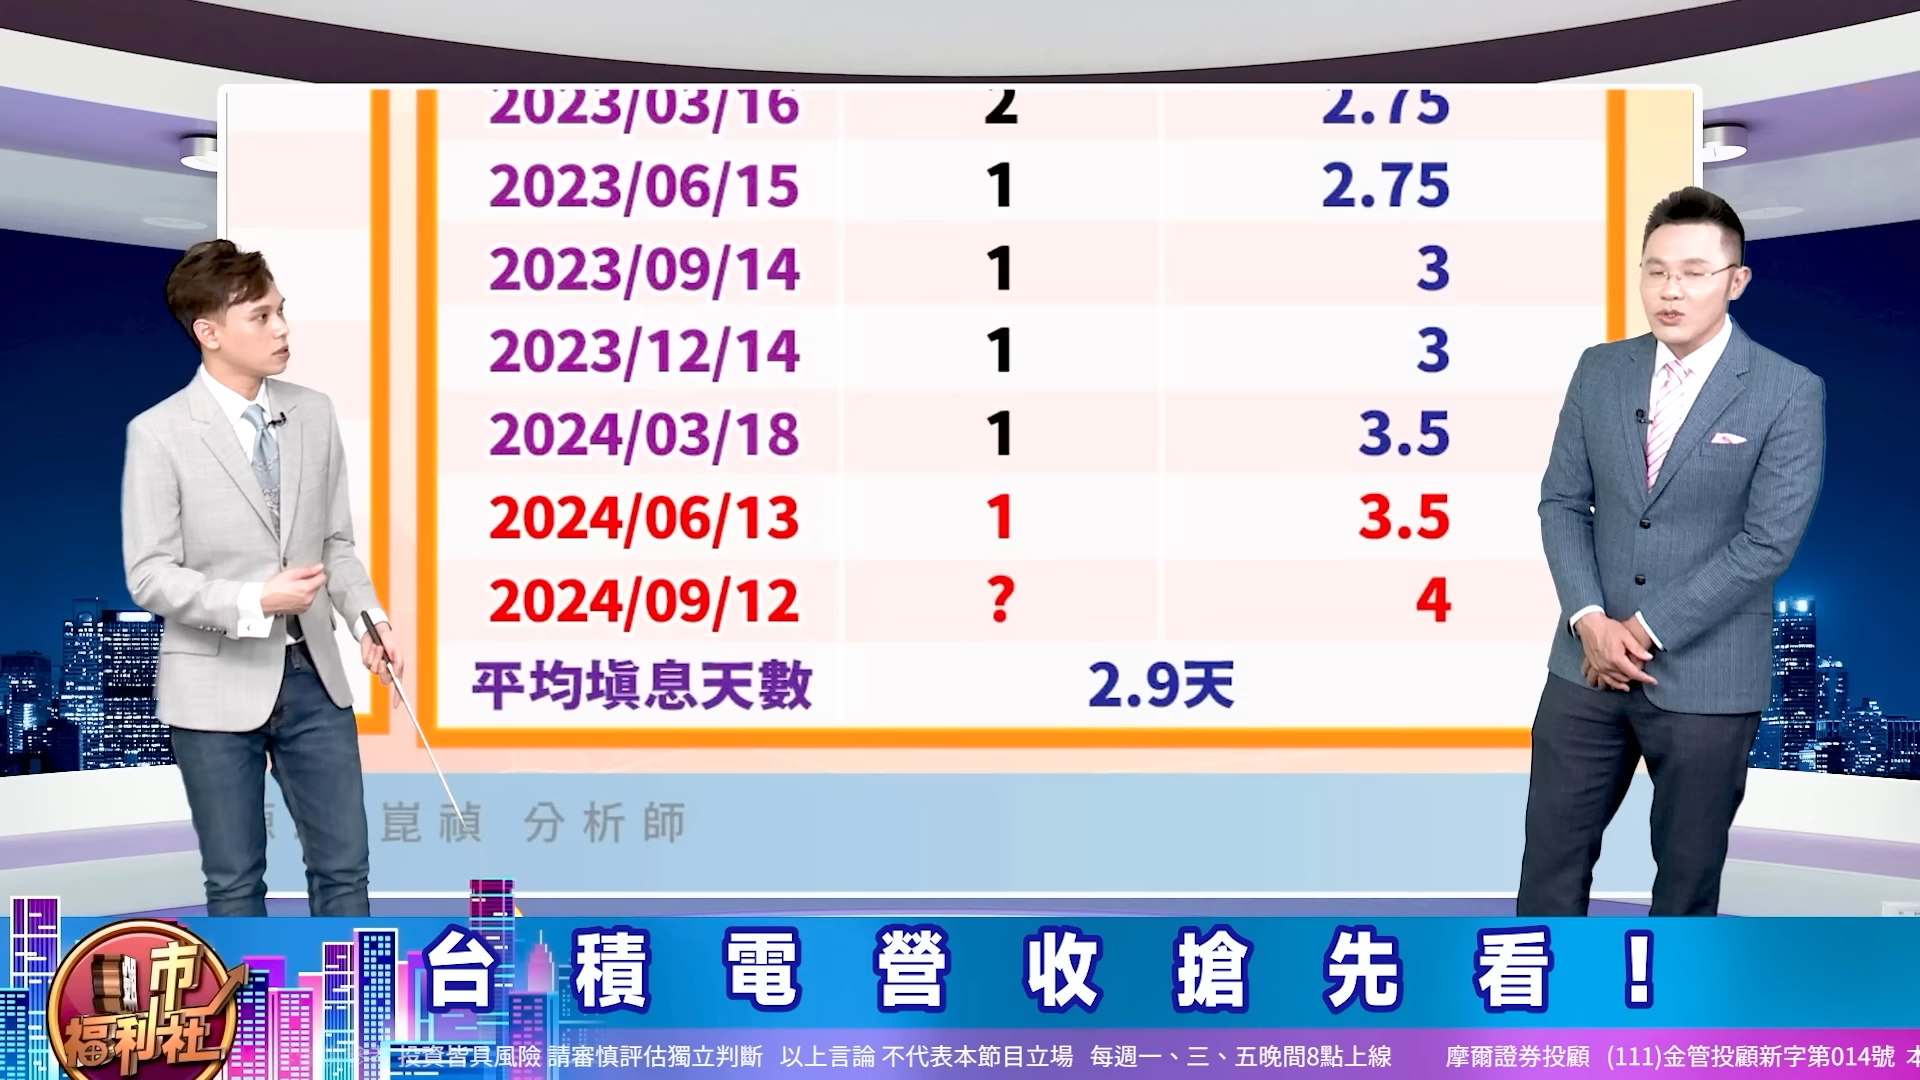 2023/03/16 2 2.75
2023/06/15 1 2.75
2023/09/14 1 3
2023/12/14 1 3
2024/03/18 1 3.5
2024/06/13 1 3.5
2024/09/12 ? 4
平均填息天數 2.9天
崑禎 分析師
台積電營收搶先看！
市
福利社
投資皆具風險 請審慎評估獨立判斷 以上言論 不代表本節目立場 每週一、三、五晚間8點上線 摩爾證券投顧 (111)金管投顧新字第014號